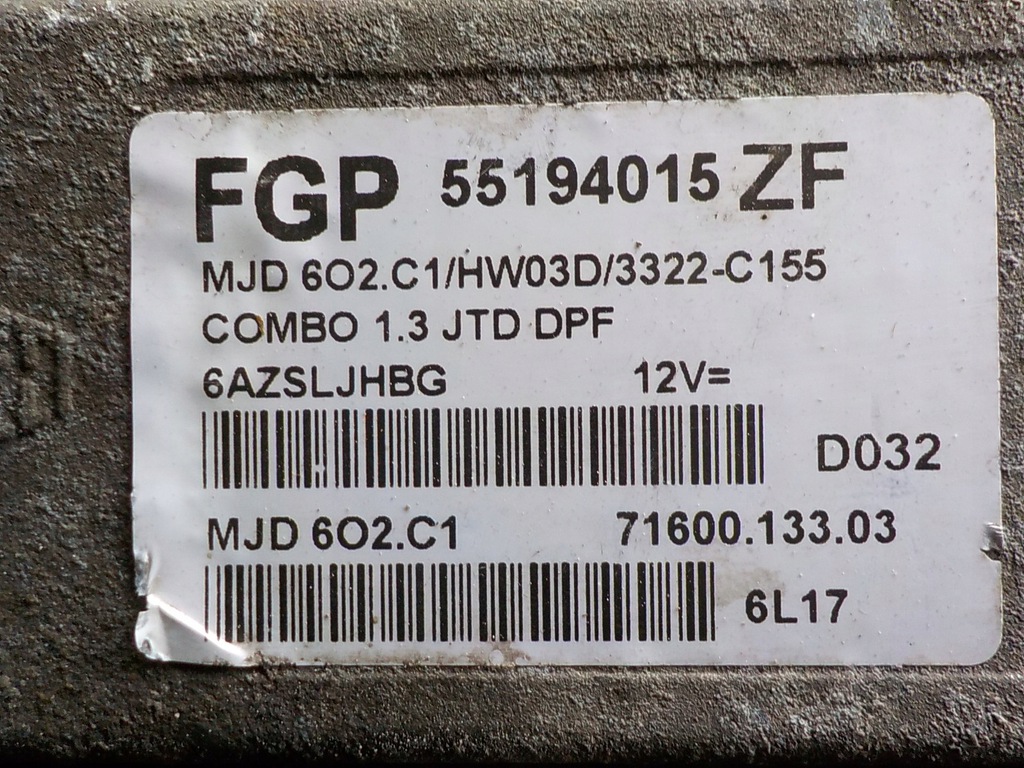 FGP 55194015 ZF
MJD 6O2.C1/HW03D/3322-C155
COMBO 1.3 JTD DPF
6AZSLJHBG 12V=
D032
MJD 6O2.C1 71600.133.03
6L17